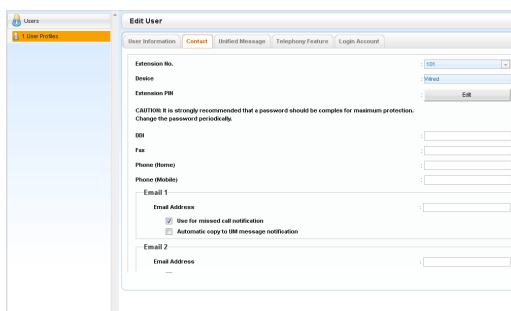 Users
1.User Profiles
Edit User
User Information Contact Unified Message Telephony Feature Login Account
Extension No. : 101
Device : Wired
Extension PIN : Edit
CAUTION: It is strongly recommended that a password should be complex for maximum protection.
Change the password periodically.
DDI :
Fax :
Phone (Home) :
Phone (Mobile) :
Email 1
Email Address :
Use for missed call notification
Automatic copy to UM message notification
Email 2
Email Address :